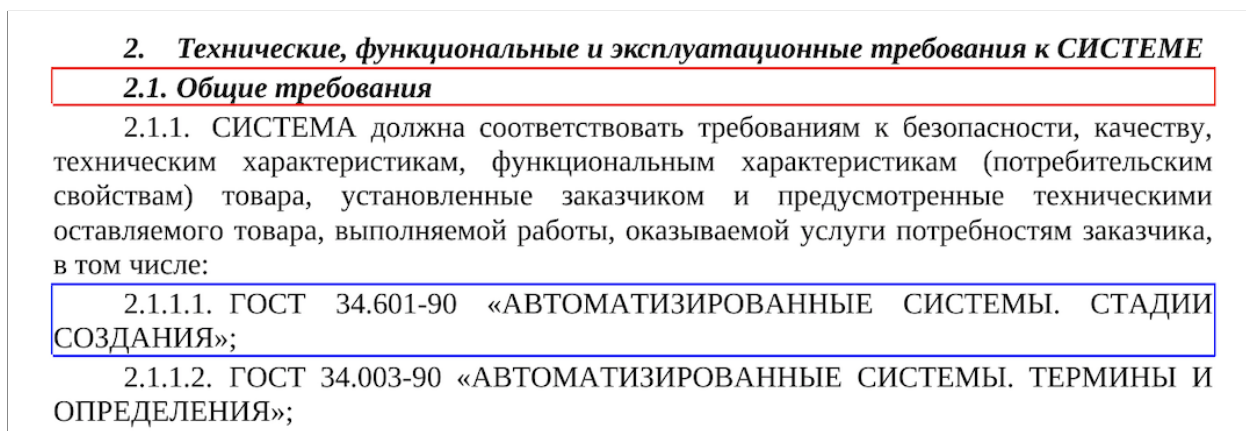 2. Технические, функциональные и эксплуатационные требования к СИСТЕМЕ
2.1. Общие требования
2.1.1. СИСТЕМА должна соответствовать требованиям к безопасности, качеству,
техническим характеристикам, функциональным характеристикам (потребительским
свойствам) товара, установленные заказчиком и предусмотренные техническими
оставляемого товара, выполняемой работы, оказываемой услуги потребностям заказчика,
в том числе:
2.1.1.1. ГОСТ 34.601-90 «АВТОМАТИЗИРОВАННЫЕ СИСТЕМЫ. СТАДИИ
СОЗДАНИЯ»;
2.1.1.2. ГОСТ 34.003-90 «АВТОМАТИЗИРОВАННЫЕ СИСТЕМЫ. ТЕРМИНЫ И
ОПРЕДЕЛЕНИЯ»;